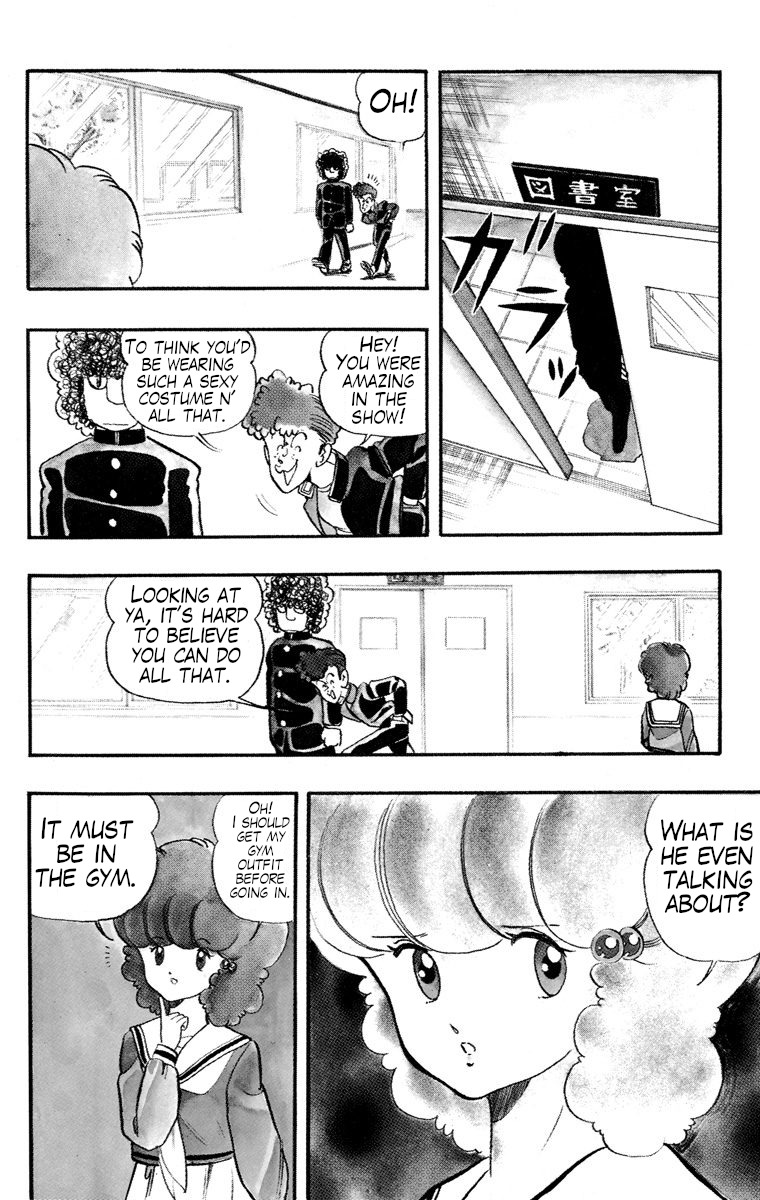 図書室
ガラッ
OH!
HEY!
YOU WERE
AMAZING
IN THE
SHOW!
TO THINK YOU'D
BE WEARING
SUCH A SEXY
COSTUME N'
ALL THAT.
LOOKING AT
YA, IT'S HARD
TO BELIEVE
YOU CAN DO
ALL THAT.
WHAT IS
HE EVEN
TALKING
ABOUT?
OH!
I SHOULD
GET MY
GYM
OUTFIT
BEFORE
GOING IN.
IT MUST
BE IN
THE GYM.